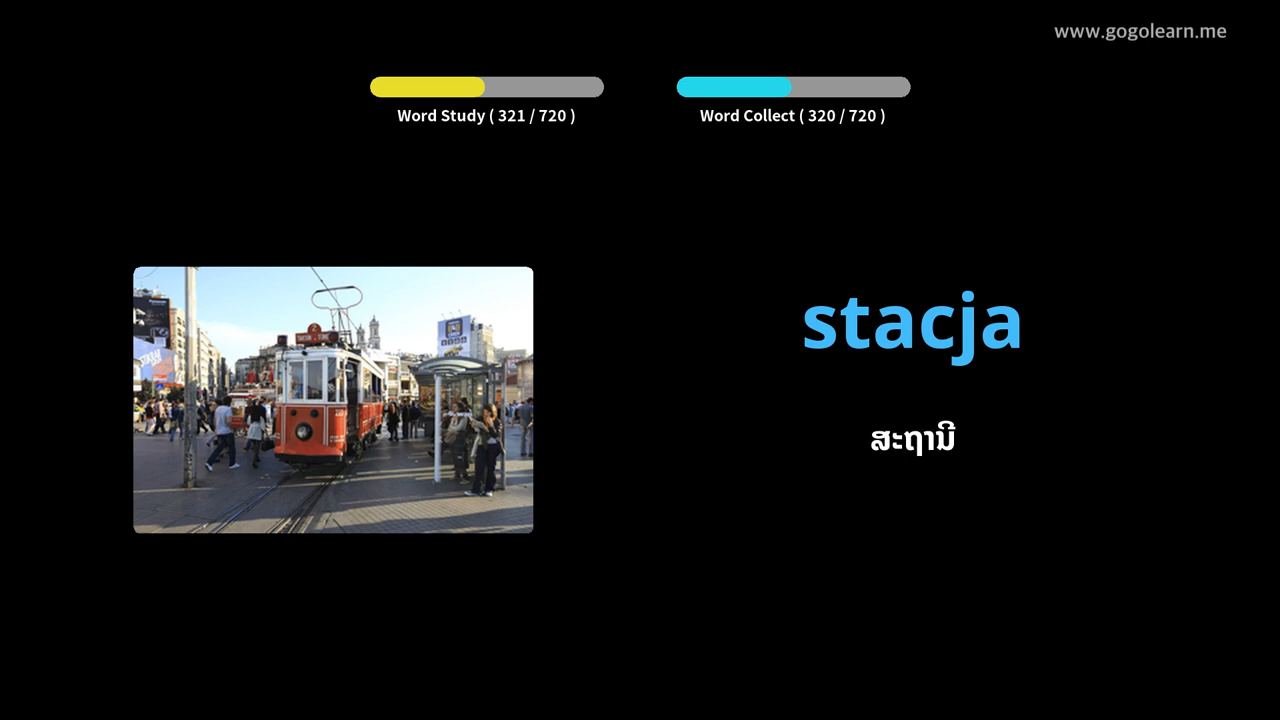 www.gogolearn.me
Word Study ( 321 / 720 )
Word Collect ( 320 / 720 )
stacja
ສະຖານີ